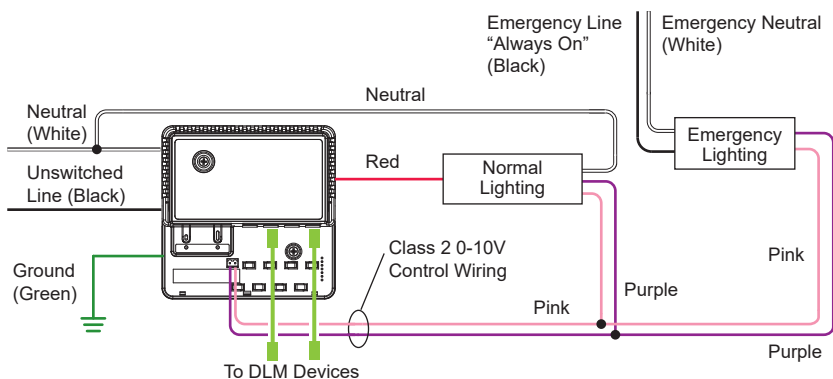 Emergency Line
“Always On”
(Black)
Emergency Neutral
(White)
Neutral
(White)
Neutral
Unswitched
Line (Black)
Red
Normal
Lighting
Emergency
Lighting
Ground
(Green)
Class 2 0-10V
Control Wiring
Pink
Purple
Pink
Purple
To DLM Devices